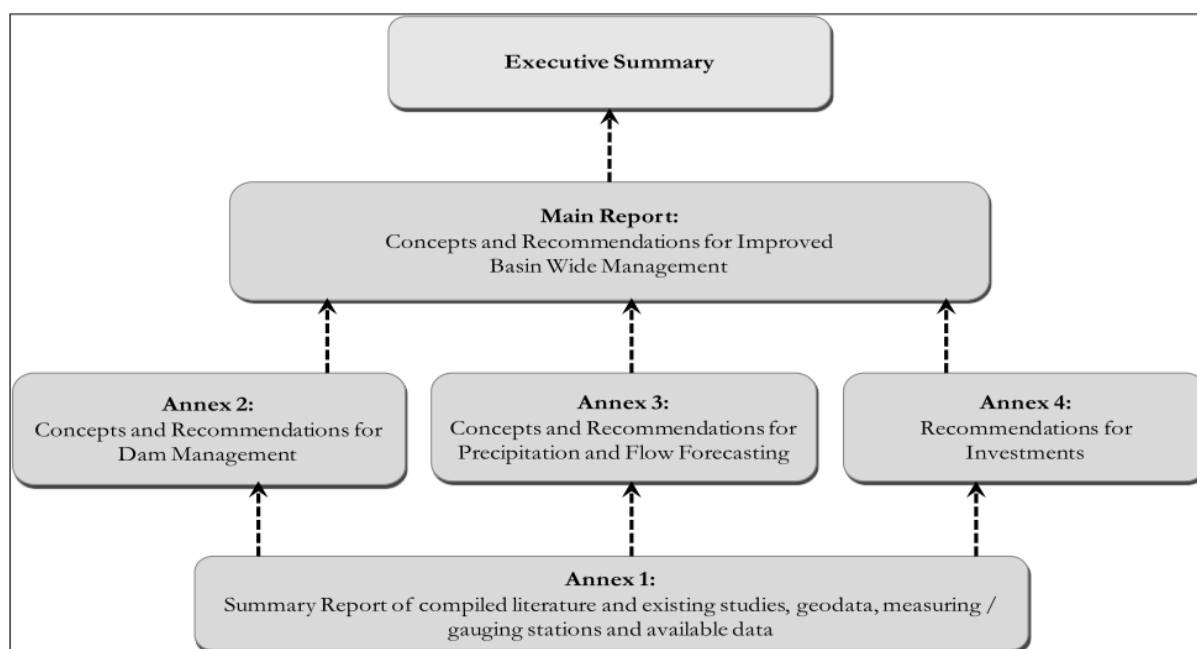 Executive Summary
Main Report:
Concepts and Recommendations for Improved
Basin Wide Management
Annex 2:
Concepts and Recommendations for
Dam Management
Annex 3:
Concepts and Recommendations for
Precipitation and Flow Forecasting
Annex 4:
Recommendations for
Investments
Annex 1:
Summary Report of compiled literature and existing studies, geodata, measuring /
gauging stations and available data